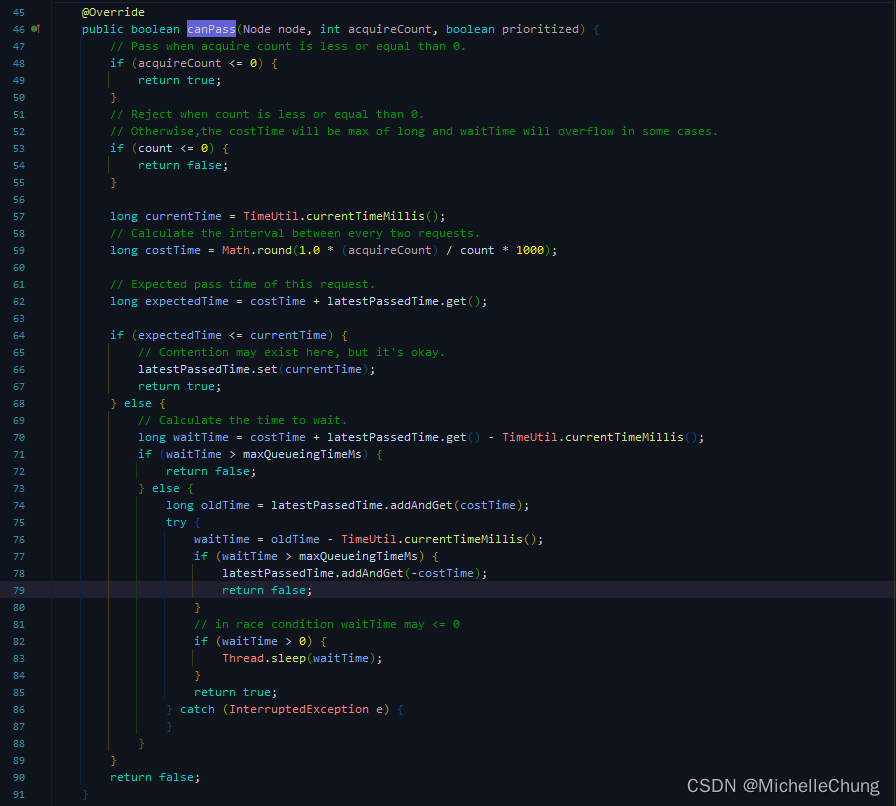 45 @Override
46 public boolean canPass(Node node, int acquireCount, boolean prioritized) {
47 // Pass when acquire count is less or equal than 0.
48 if (acquireCount <= 0) {
49 return true;
50 }
51 // Reject when count is less or equal than 0.
52 // Otherwise,the costTime will be max of long and waitTime will overflow in some cases.
53 if (count <= 0) {
54 return false;
55 }
56
57 long currentTime = TimeUtil.currentTimeMillis();
58 // Calculate the interval between every two requests.
59 long costTime = Math.round(1.0 * (acquireCount) / count * 1000);
60
61 // Expected pass time of this request.
62 long expectedTime = costTime + latestPassedTime.get();
63
64 if (expectedTime <= currentTime) {
65 // Contention may exist here, but it's okay.
66 latestPassedTime.set(currentTime);
67 return true;
68 } else {
69 // Calculate the time to wait.
70 long waitTime = costTime + latestPassedTime.get() - TimeUtil.currentTimeMillis();
71 if (waitTime > maxQueueingTimeMs) {
72 return false;
73 } else {
74 long oldTime = latestPassedTime.addAndGet(costTime);
75 try {
76 waitTime = oldTime - TimeUtil.currentTimeMillis();
77 if (waitTime > maxQueueingTimeMs) {
78 latestPassedTime.addAndGet(-costTime);
79 return false;
80 }
81 // in race condition waitTime may <= 0
82 if (waitTime > 0) {
83 Thread.sleep(waitTime);
84 }
85 return true;
86 } catch (InterruptedException e) {
87 }
88 }
89 }
90 return false;
91 }
CSDN @MichelleChung